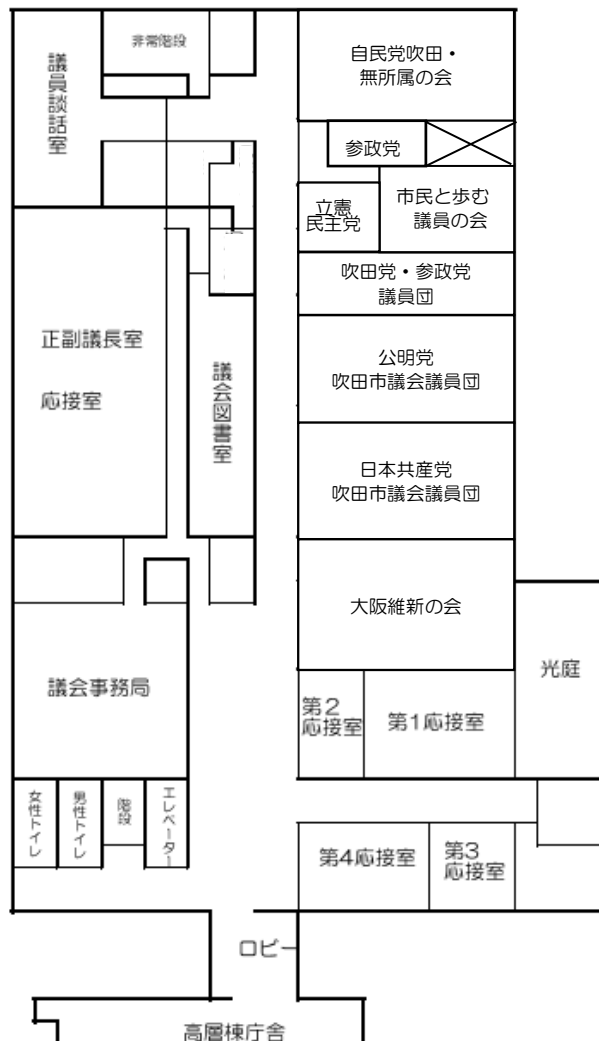 非常階段
自民党吹田・
無所属の会
議員談話室
参政党
立憲
民主党
市民と歩む
議員の会
吹田党・参政党
議員団
正副議長室
応接室
公明党
吹田市議会議員団
議会図書室
日本共産党
吹田市議会議員団
大阪維新の会
光庭
議会事務局
第2
応接室
第1応接室
女性トイレ
男性トイレ
階段
エレベーター
第4応接室
第3
応接室
ロビー
高層棟庁舎